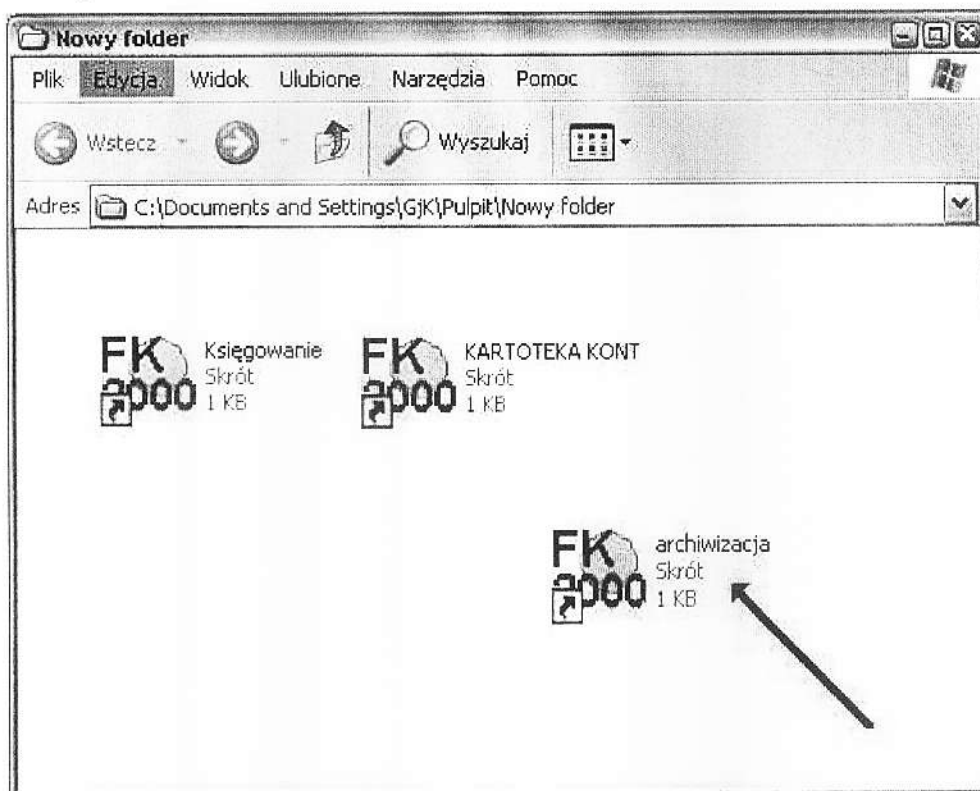 Nowy folder
Plik Edycja Widok Ulubione Narzędzia Pomoc
Wstecz Wyszukaj
Adres C:\Documents and Settings\GjK\Pulpit\Nowy folder
FK 2000 Księgowanie
Skrót
1 KB
FK 2000 KARTOTEKA KONT
Skrót
1 KB
FK 2000 archiwizacja
Skrót
1 KB